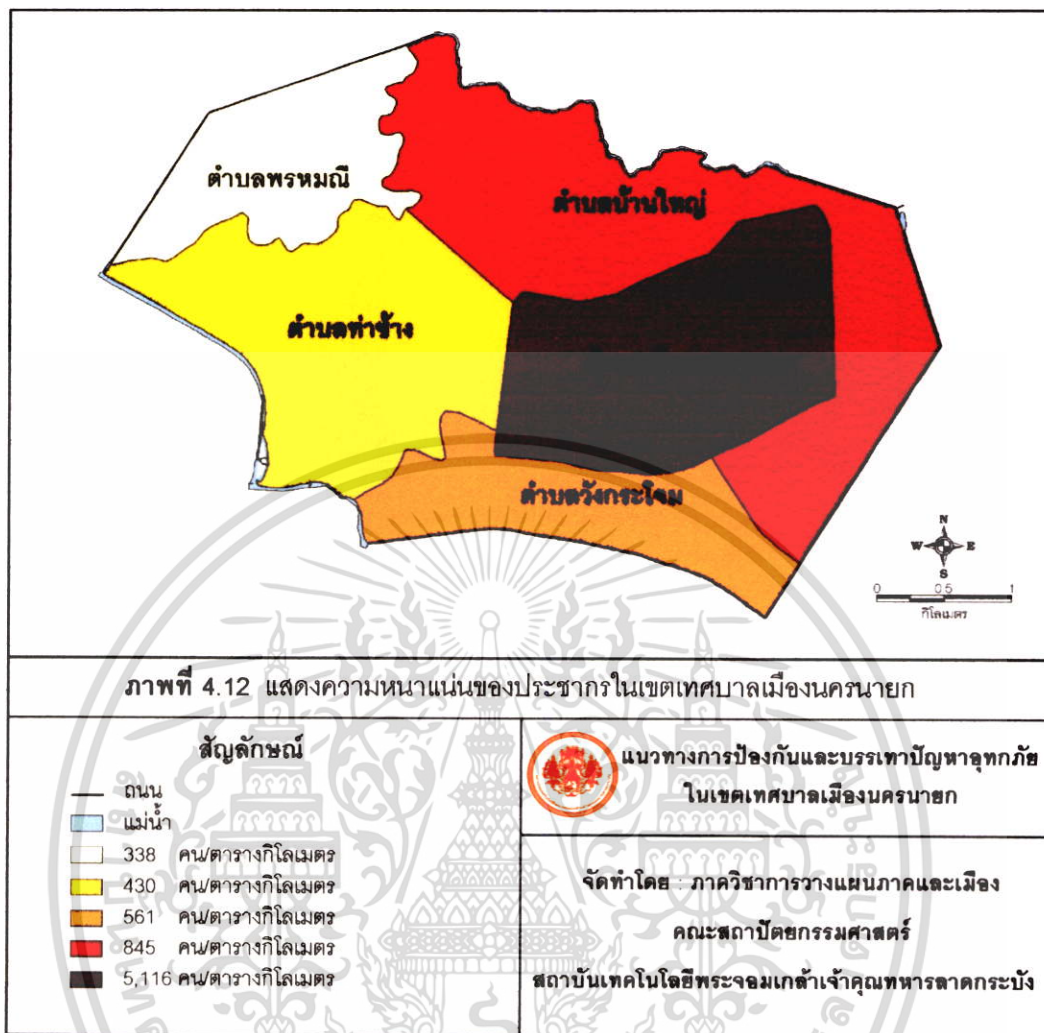 ตำบลพรหมณี
ตำบลบ้านใหญ่
ตำบลท่าช้าง
ตำบลวังกระโจม
N
W E
S
0 0.5 1
กิโลเมตร
ภาพที่ 4.12 แสดงความหนาแน่นของประชากรในเขตเทศบาลเมืองนครนายก
สัญลักษณ์
ถนน
แม่น้ำ
338 คน/ตารางกิโลเมตร
430 คน/ตารางกิโลเมตร
561 คน/ตารางกิโลเมตร
845 คน/ตารางกิโลเมตร
5,116 คน/ตารางกิโลเมตร
แนวทางการป้องกันและบรรเทาปัญหาอุทกภัย
ในเขตเทศบาลเมืองนครนายก
จัดทำโดย : ภาควิชาการวางแผนภาคและเมือง
คณะสถาปัตยกรรมศาสตร์
สถาบันเทคโนโลยีพระจอมเกล้าเจ้าคุณทหารลาดกระบัง